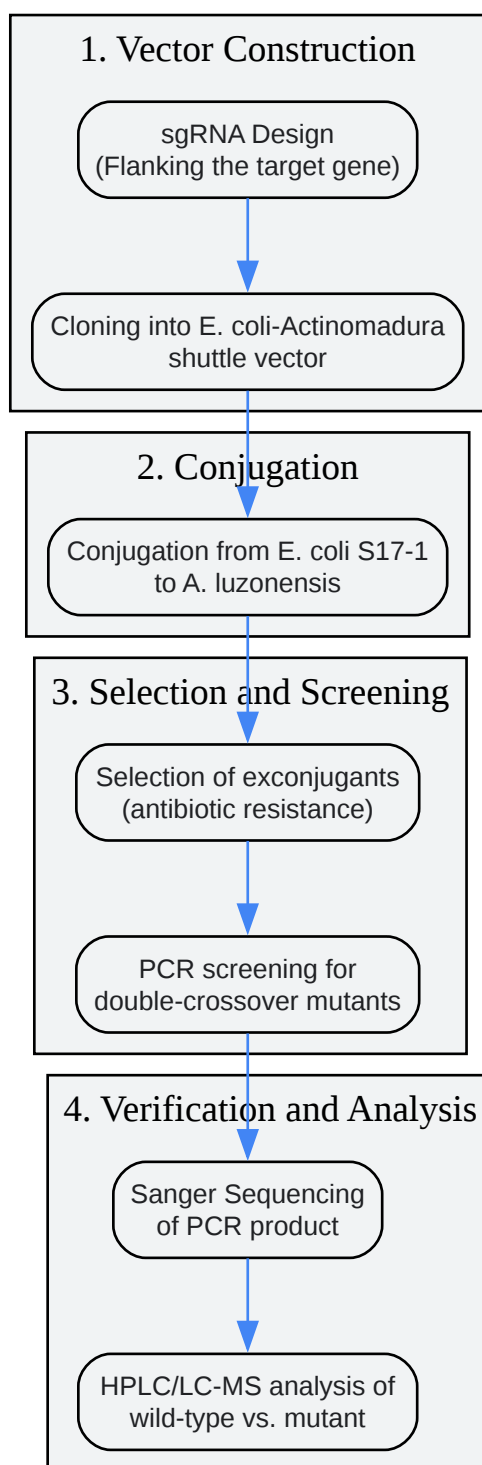 1. Vector Construction
sgRNA Design
(Flanking the target gene)
Cloning into E. coli-Actinomadura
shuttle vector
2. Conjugation
Conjugation from E. coli S17-1
to A. luzonensis
3. Selection and Screening
Selection of exconjugants
(antibiotic resistance)
PCR screening for
double-crossover mutants
4. Verification and Analysis
Sanger Sequencing
of PCR product
HPLC/LC-MS analysis of
wild-type vs. mutant